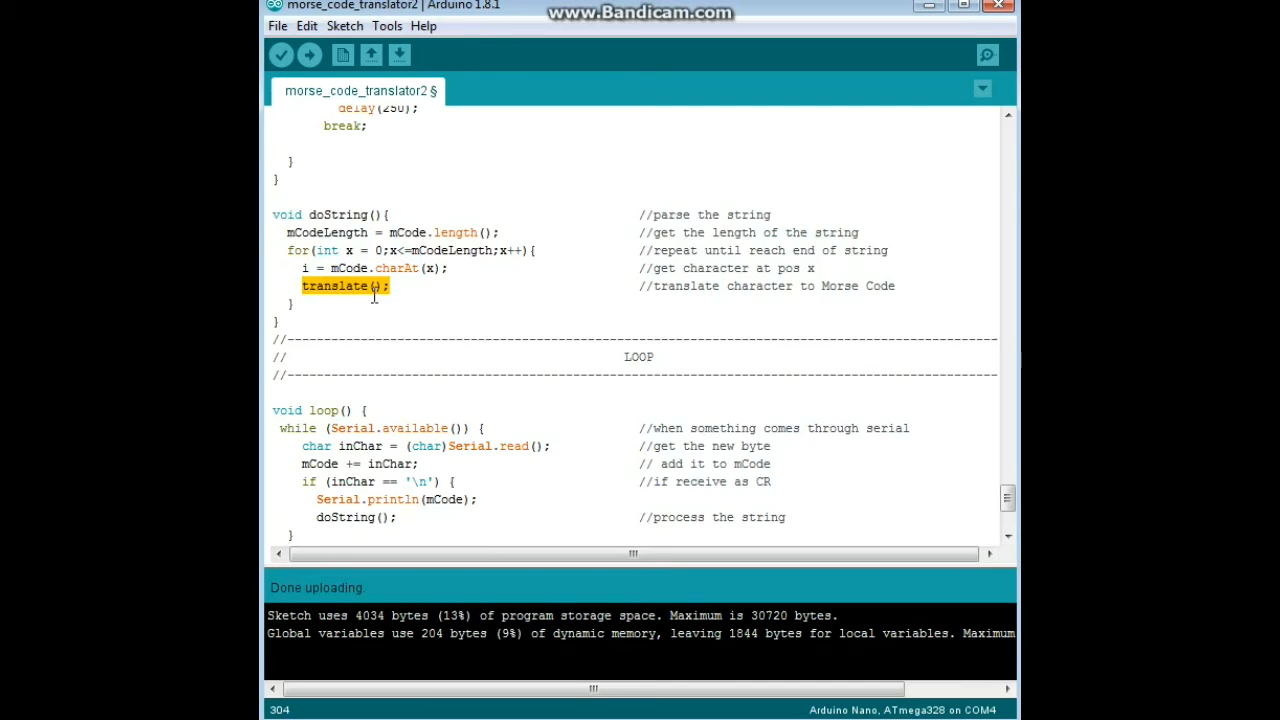 morse_code_translator2 | Arduino 1.8.1
www.Bandicam.com
File Edit Sketch Tools Help
morse_code_translator2 §
delay(250);
break;
}
}
void doString(){ //parse the string
mCodeLength = mCode.length(); //get the length of the string
for(int x = 0;x<=mCodeLength;x++){ //repeat until reach end of string
i = mCode.charAt(x); //get character at pos x
translate(); //translate character to Morse Code
}
}
//--------------------------------------------------------------------------------------------------
// LOOP
//--------------------------------------------------------------------------------------------------
void loop() {
while (Serial.available()) { //when something comes through serial
char inChar = (char)Serial.read(); //get the new byte
mCode += inChar; // add it to mCode
if (inChar == '\n') { //if receive as CR
Serial.println(mCode);
doString(); //process the string
}
Done uploading.
Sketch uses 4034 bytes (13%) of program storage space. Maximum is 30720 bytes.
Global variables use 204 bytes (9%) of dynamic memory, leaving 1844 bytes for local variables. Maximum
304
Arduino Nano, ATmega328 on COM4